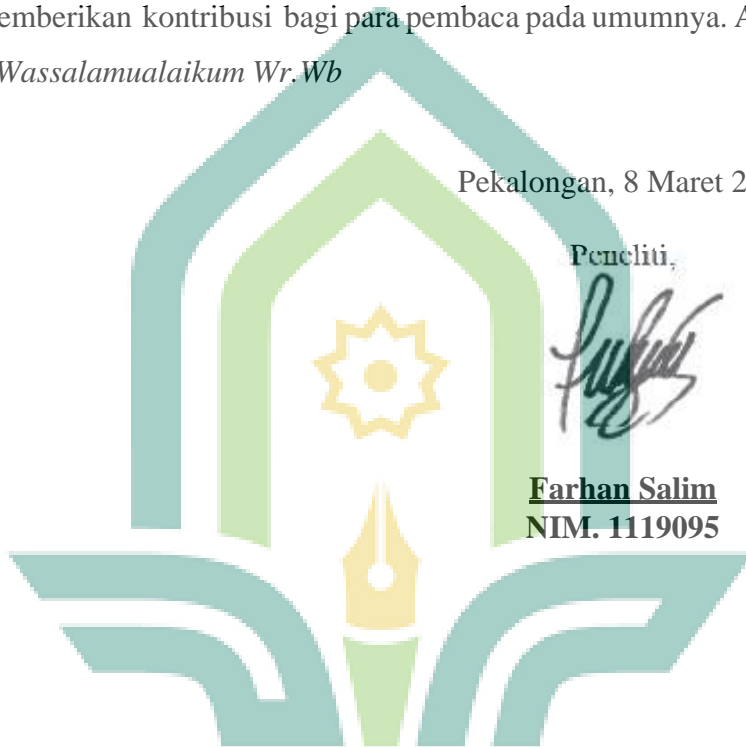 emberikan kontribusi bagi para pembaca pada umumnya. A
Wassalamualaikum Wr.Wb
Pekalongan, 8 Maret 2
Peneliti,
Farhan Salim
NIM. 1119095